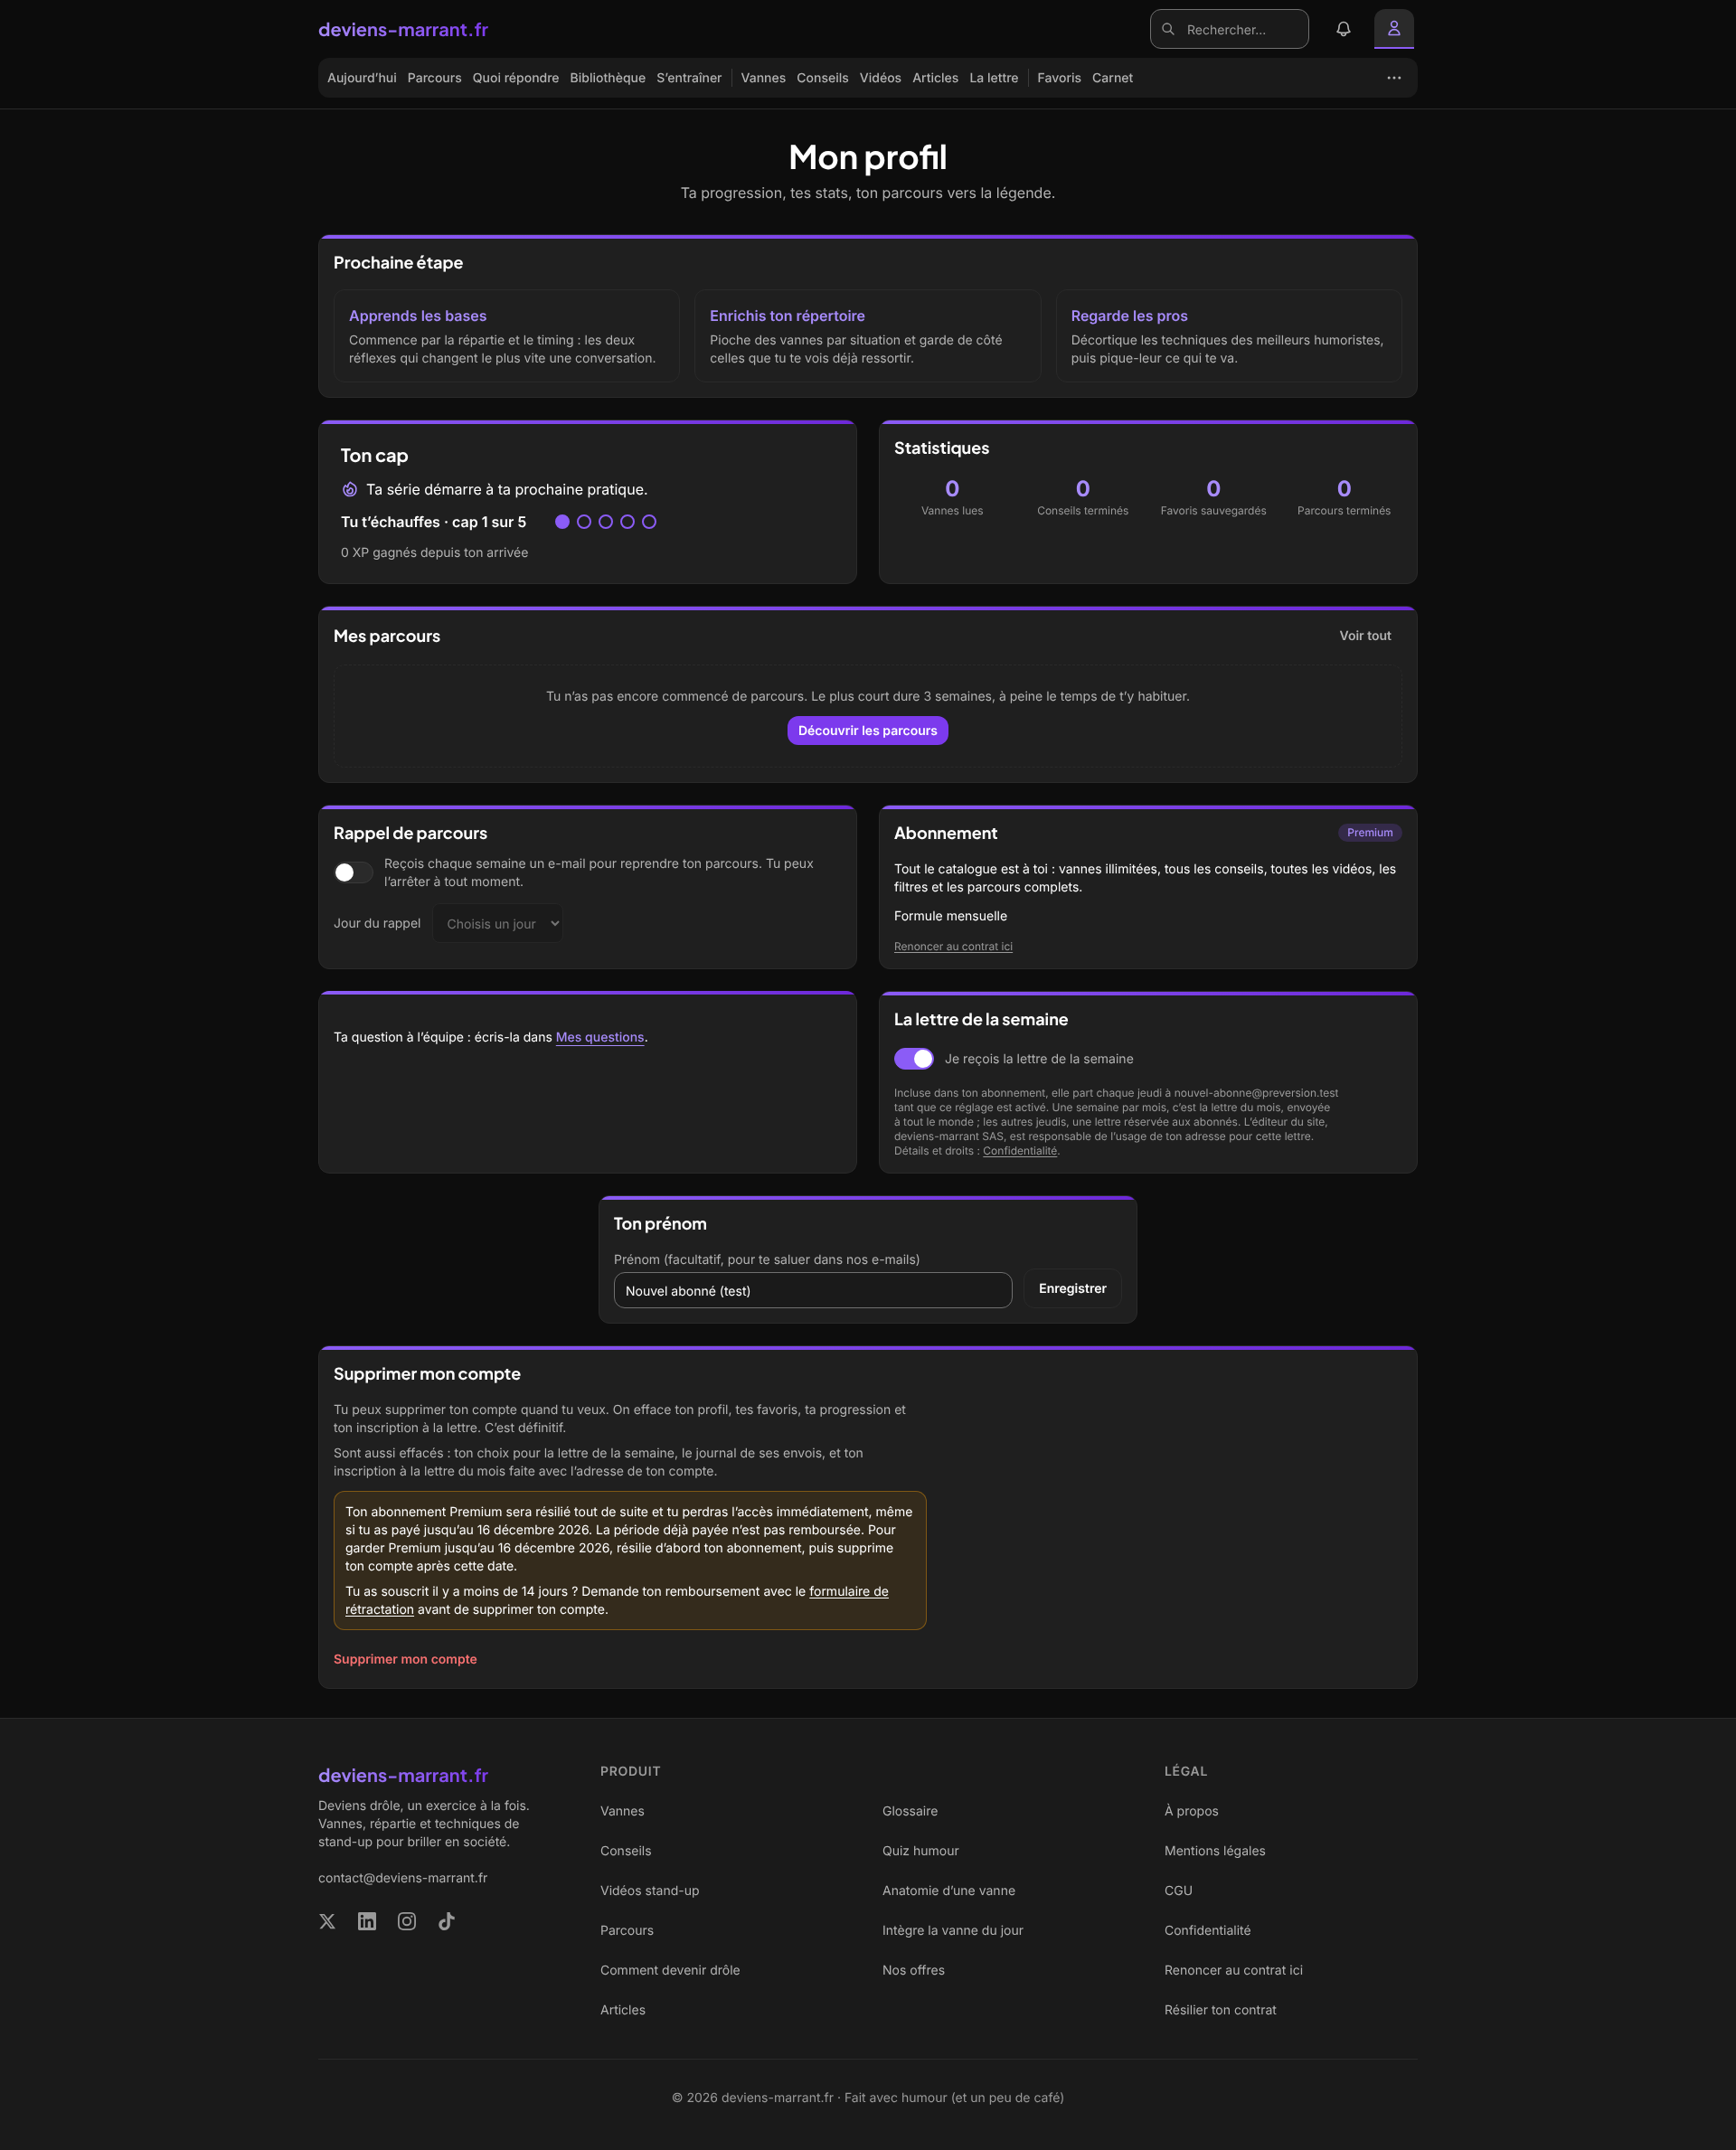 deviens-marrant.fr
Rechercher...
Aujourd’hui Parcours Quoi répondre Bibliothèque S’entraîner Vannes Conseils Vidéos Articles La lettre Favoris Carnet
Mon profil
Ta progression, tes stats, ton parcours vers la légende.
Prochaine étape
Apprends les bases
Commence par la répartie et le timing : les deux
réflexes qui changent le plus vite une conversation.
Enrichis ton répertoire
Pioche des vannes par situation et garde de côté
celles que tu te vois déjà ressortir.
Regarde les pros
Décortique les techniques des meilleurs humoristes,
puis pique-leur ce qui te va.
Ton cap
Ta série démarre à ta prochaine pratique.
Tu t’échauffes · cap 1 sur 5
0 XP gagnés depuis ton arrivée
Statistiques
0 0 0 0
Vannes lues Conseils terminés Favoris sauvegardés Parcours terminés
Mes parcours
Voir tout
Tu n’as pas encore commencé de parcours. Le plus court dure 3 semaines, à peine le temps de t’y habituer.
Découvrir les parcours
Rappel de parcours
Reçois chaque semaine un e-mail pour reprendre ton parcours. Tu peux
l’arrêter à tout moment.
Jour du rappel
Choisis un jour
Abonnement
Premium
Tout le catalogue est à toi : vannes illimitées, tous les conseils, toutes les vidéos, les
filtres et les parcours complets.
Formule mensuelle
Renoncer au contrat ici
Ta question à l’équipe : écris-la dans Mes questions.
La lettre de la semaine
Je reçois la lettre de la semaine
Incluse dans ton abonnement, elle part chaque jeudi à nouvel-abonne@preversion.test
tant que ce réglage est activé. Une semaine par mois, c’est la lettre du mois, envoyée
à tout le monde ; les autres jeudis, une lettre réservée aux abonnés. L’éditeur du site,
deviens-marrant SAS, est responsable de l’usage de ton adresse pour cette lettre.
Détails et droits : Confidentialité.
Ton prénom
Prénom (facultatif, pour te saluer dans nos e-mails)
Nouvel abonné (test)
Enregistrer
Supprimer mon compte
Tu peux supprimer ton compte quand tu veux. On efface ton profil, tes favoris, ta progression et
ton inscription à la lettre. C’est définitif.
Sont aussi effacés : ton choix pour la lettre de la semaine, le journal de ses envois, et ton
inscription à la lettre du mois faite avec l’adresse de ton compte.
Ton abonnement Premium sera résilié tout de suite et tu perdras l’accès immédiatement, même
si tu as payé jusqu’au 16 décembre 2026. La période déjà payée n’est pas remboursée. Pour
garder Premium jusqu’au 16 décembre 2026, résilie d’abord ton abonnement, puis supprime
ton compte après cette date.
Tu as souscrit il y a moins de 14 jours ? Demande ton remboursement avec le formulaire de
rétractation avant de supprimer ton compte.
Supprimer mon compte
deviens-marrant.fr
Deviens drôle, un exercice à la fois.
Vannes, répartie et techniques de
stand-up pour briller en société.
contact@deviens-marrant.fr
PRODUIT
Vannes
Conseils
Vidéos stand-up
Parcours
Comment devenir drôle
Articles
Glossaire
Quiz humour
Anatomie d’une vanne
Intègre la vanne du jour
Nos offres
LÉGAL
À propos
Mentions légales
CGU
Confidentialité
Renoncer au contrat ici
Résilier ton contrat
© 2026 deviens-marrant.fr · Fait avec humour (et un peu de café)